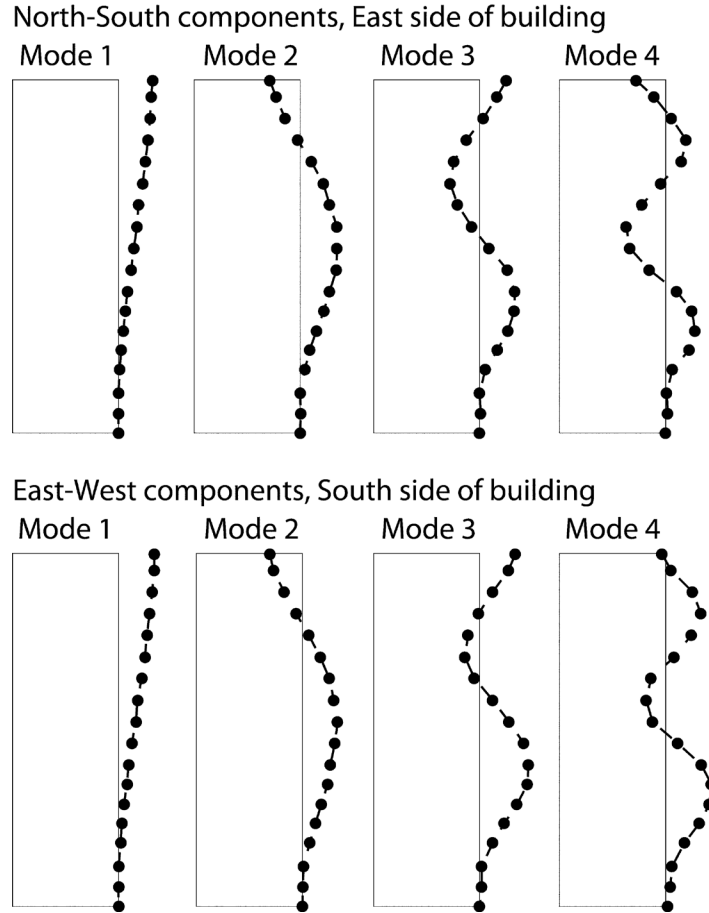 North-South components, East side of building
Mode 1 Mode 2 Mode 3 Mode 4
East-West components, South side of building
Mode 1 Mode 2 Mode 3 Mode 4